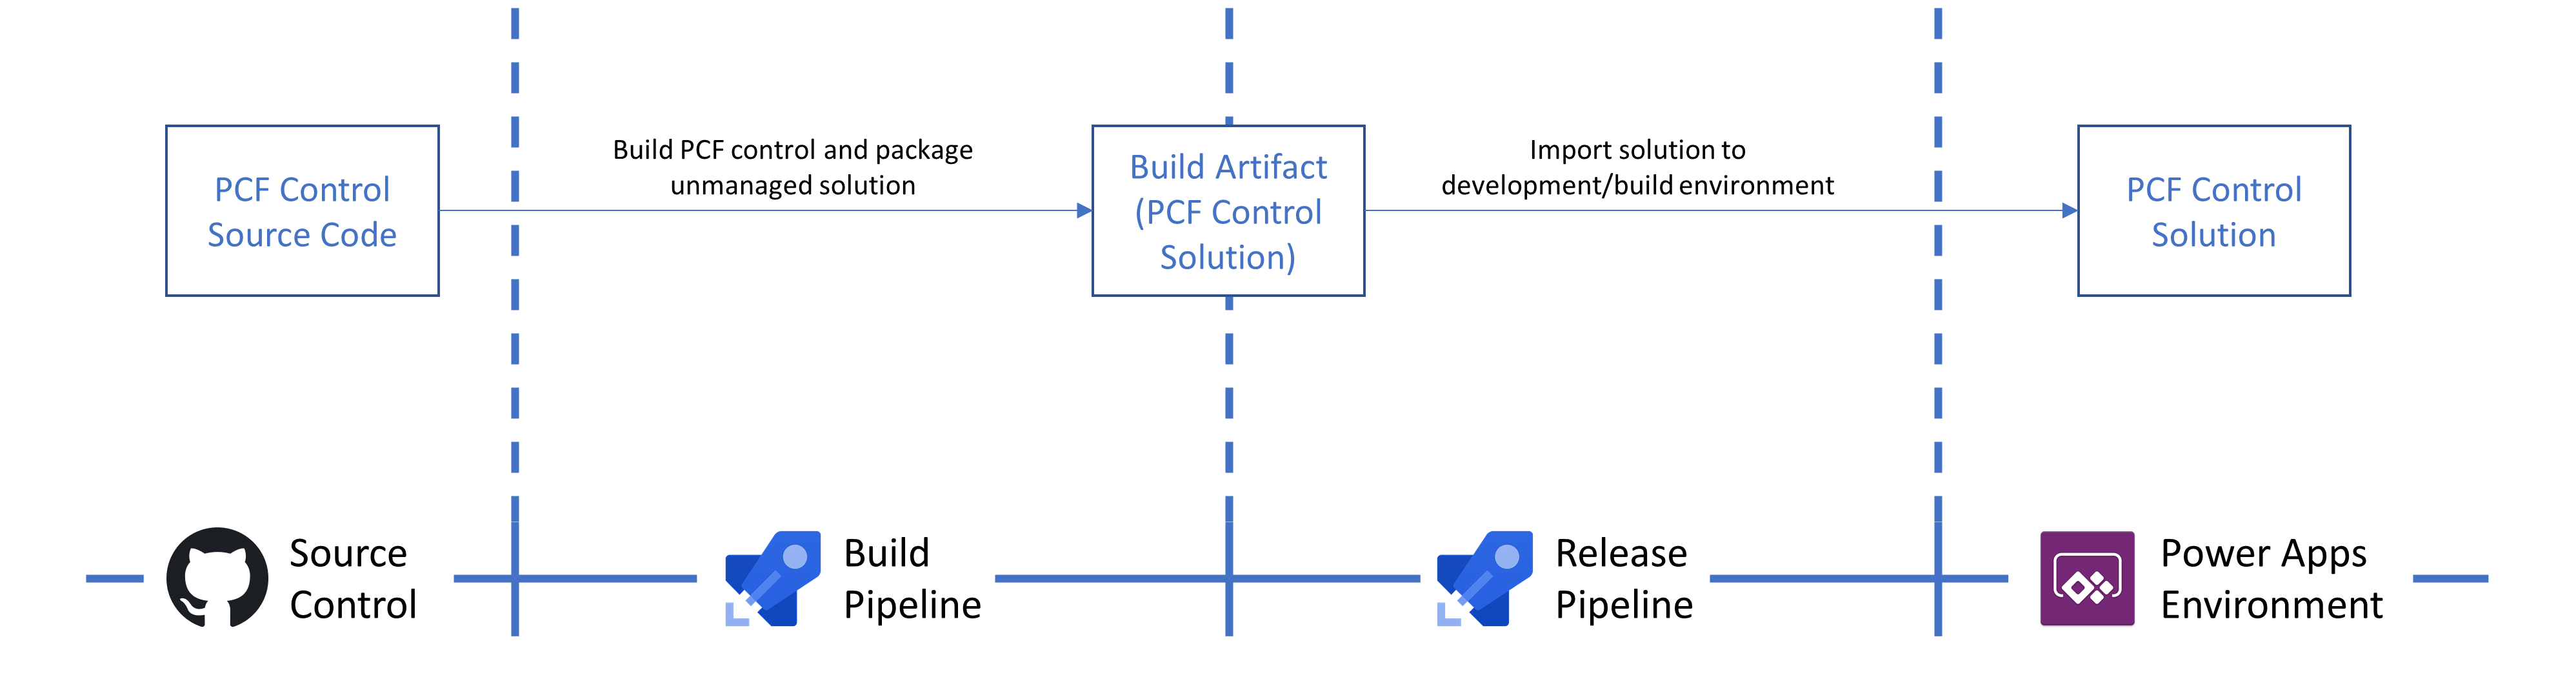 PCF Control
Source Code
Build PCF control and package
unmanaged solution
Build Artifact
(PCF Control
Solution)
Import solution to
development/build environment
PCF Control
Solution
Source
Control
Build
Pipeline
Release
Pipeline
Power Apps
Environment